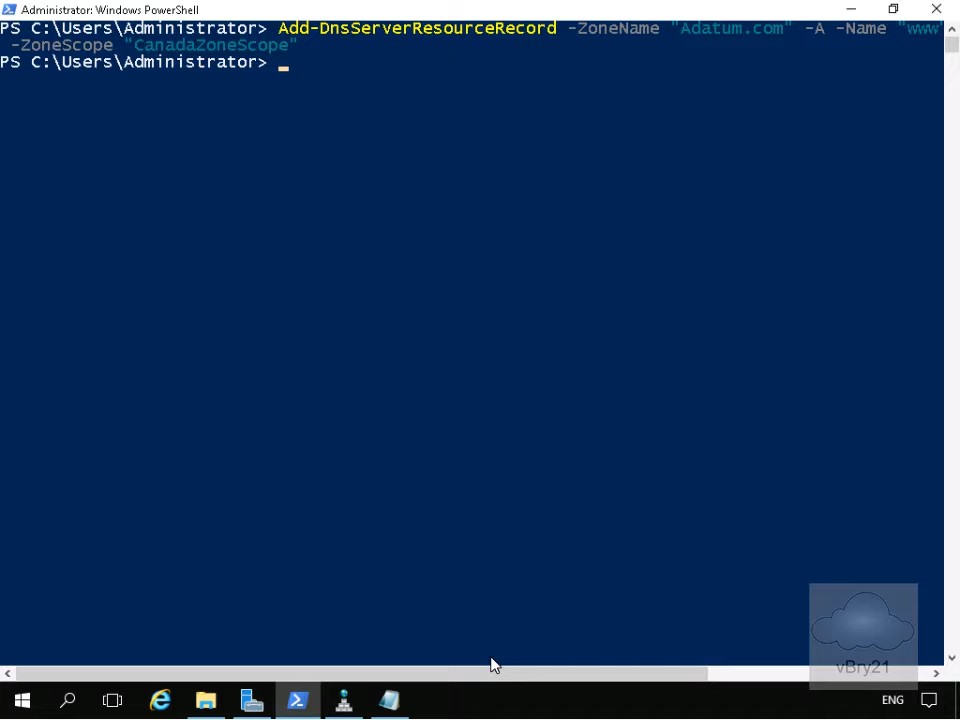 Administrator: Windows PowerShell
PS C:\Users\Administrator> Add-DnsServerResourceRecord -ZoneName "Adatum.com" -A -Name "www"
-ZoneScope "CanadaZoneScope"
PS C:\Users\Administrator>
vBry21
ENG